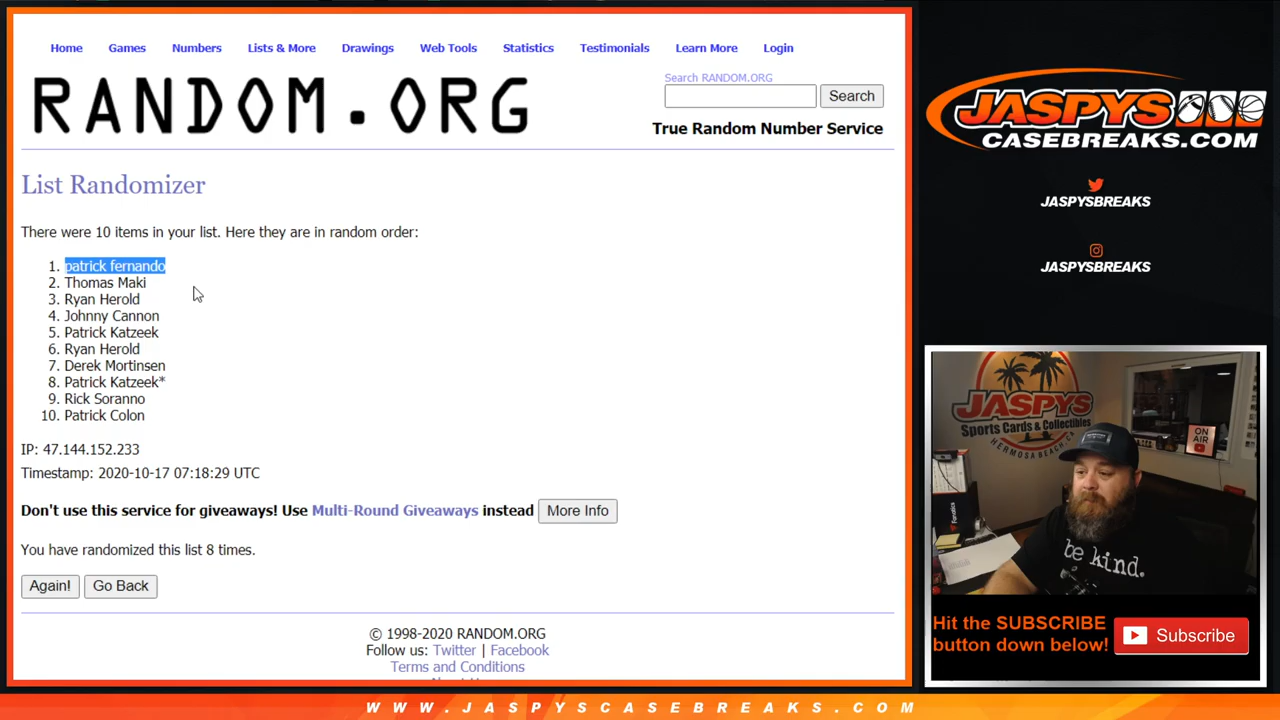 Home Games Numbers Lists & More Drawings Web Tools Statistics Testimonials Learn More Login
RANDOM.ORG
Search RANDOM.ORG
Search
True Random Number Service
List Randomizer
There were 10 items in your list. Here they are in random order:
1. patrick fernando
2. Thomas Maki
3. Ryan Herold
4. Johnny Cannon
5. Patrick Katzeek
6. Ryan Herold
7. Derek Mortinsen
8. Patrick Katzeek*
9. Rick Soranno
10. Patrick Colon
IP: 47.144.152.233
Timestamp: 2020-10-17 07:18:29 UTC
Don't use this service for giveaways! Use Multi-Round Giveaways instead More Info
You have randomized this list 8 times.
Again! Go Back
© 1998-2020 RANDOM.ORG
Follow us: Twitter | Facebook
Terms and Conditions
JASPYS
CASEBREAKS.COM
JASPYSBREAKS
JASPYSBREAKS
JASPYS
Sports Cards & Collectibles
HERMOSA BEACH, CA
ON
AIR
Fanatics
be kind.
Hit the SUBSCRIBE
button down below!
Subscribe
WWW.JASPYSCASEBREAKS.COM